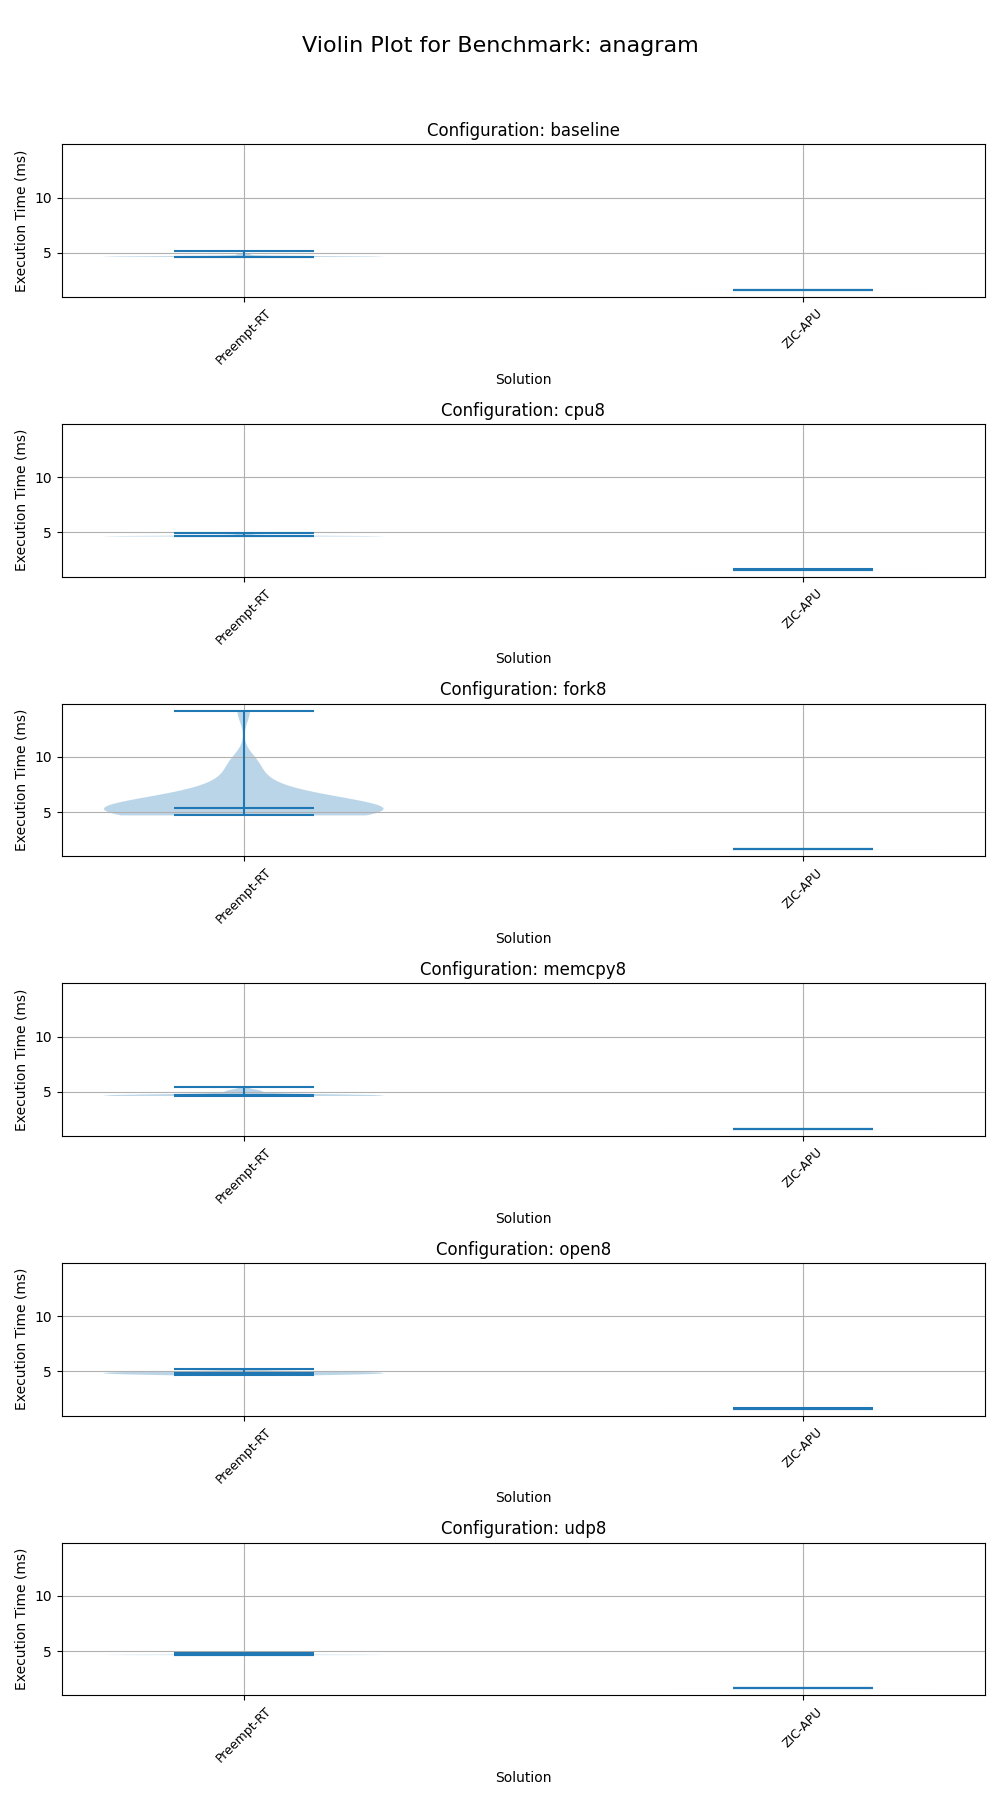 Violin Plot for Benchmark: anagram
Configuration: baseline
Execution Time (ms)
10
5
Preempt-RT
ZIC-APU
Solution
Configuration: cpu8
Execution Time (ms)
10
5
Preempt-RT
ZIC-APU
Solution
Configuration: fork8
Execution Time (ms)
10
5
Preempt-RT
ZIC-APU
Solution
Configuration: memcpy8
Execution Time (ms)
10
5
Preempt-RT
ZIC-APU
Solution
Configuration: open8
Execution Time (ms)
10
5
Preempt-RT
ZIC-APU
Solution
Configuration: udp8
Execution Time (ms)
10
5
Preempt-RT
ZIC-APU
Solution